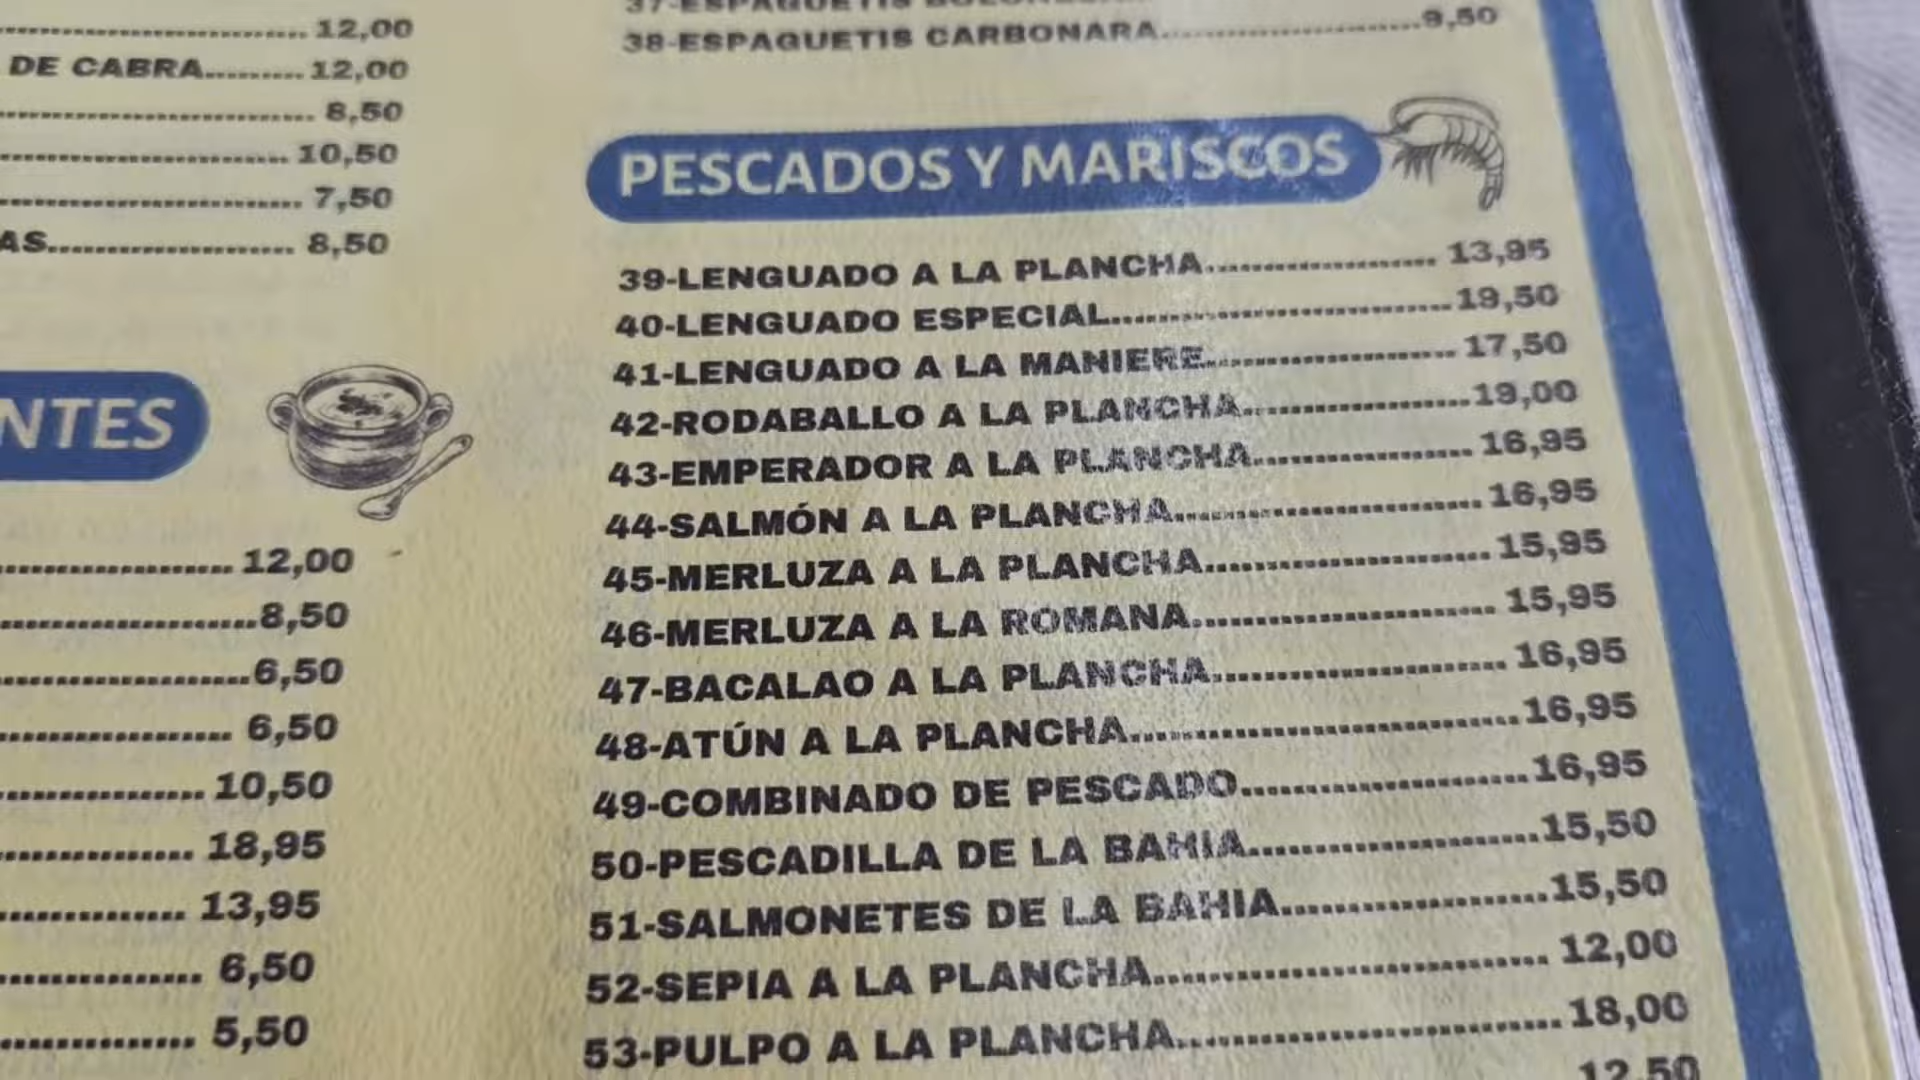 12,00
DE CABRA 12,00
8,50
10,50
7,50
AS 8,50
NTES
12,00
8,50
6,50
6,50
10,50
18,95
13,95
6,50
5,50
37-ESPAGUETIS
38-ESPAGUETIS CARBONARA 9,50
PESCADOS Y MARISCOS
39-LENGUADO A LA PLANCHA 13,95
40-LENGUADO ESPECIAL 19,50
41-LENGUADO A LA MANIERE 17,50
42-RODABALLO A LA PLANCHA 19,00
43-EMPERADOR A LA PLANCHA 16,95
44-SALMÓN A LA PLANCHA 16,95
45-MERLUZA A LA PLANCHA 15,95
46-MERLUZA A LA ROMANA 15,95
47-BACALAO A LA PLANCHA 16,95
48-ATÚN A LA PLANCHA 16,95
49-COMBINADO DE PESCADO 16,95
50-PESCADILLA DE LA BAHIA 15,50
51-SALMONETES DE LA BAHIA 15,50
52-SEPIA A LA PLANCHA 12,00
53-PULPO A LA PLANCHA 18,00
12,50